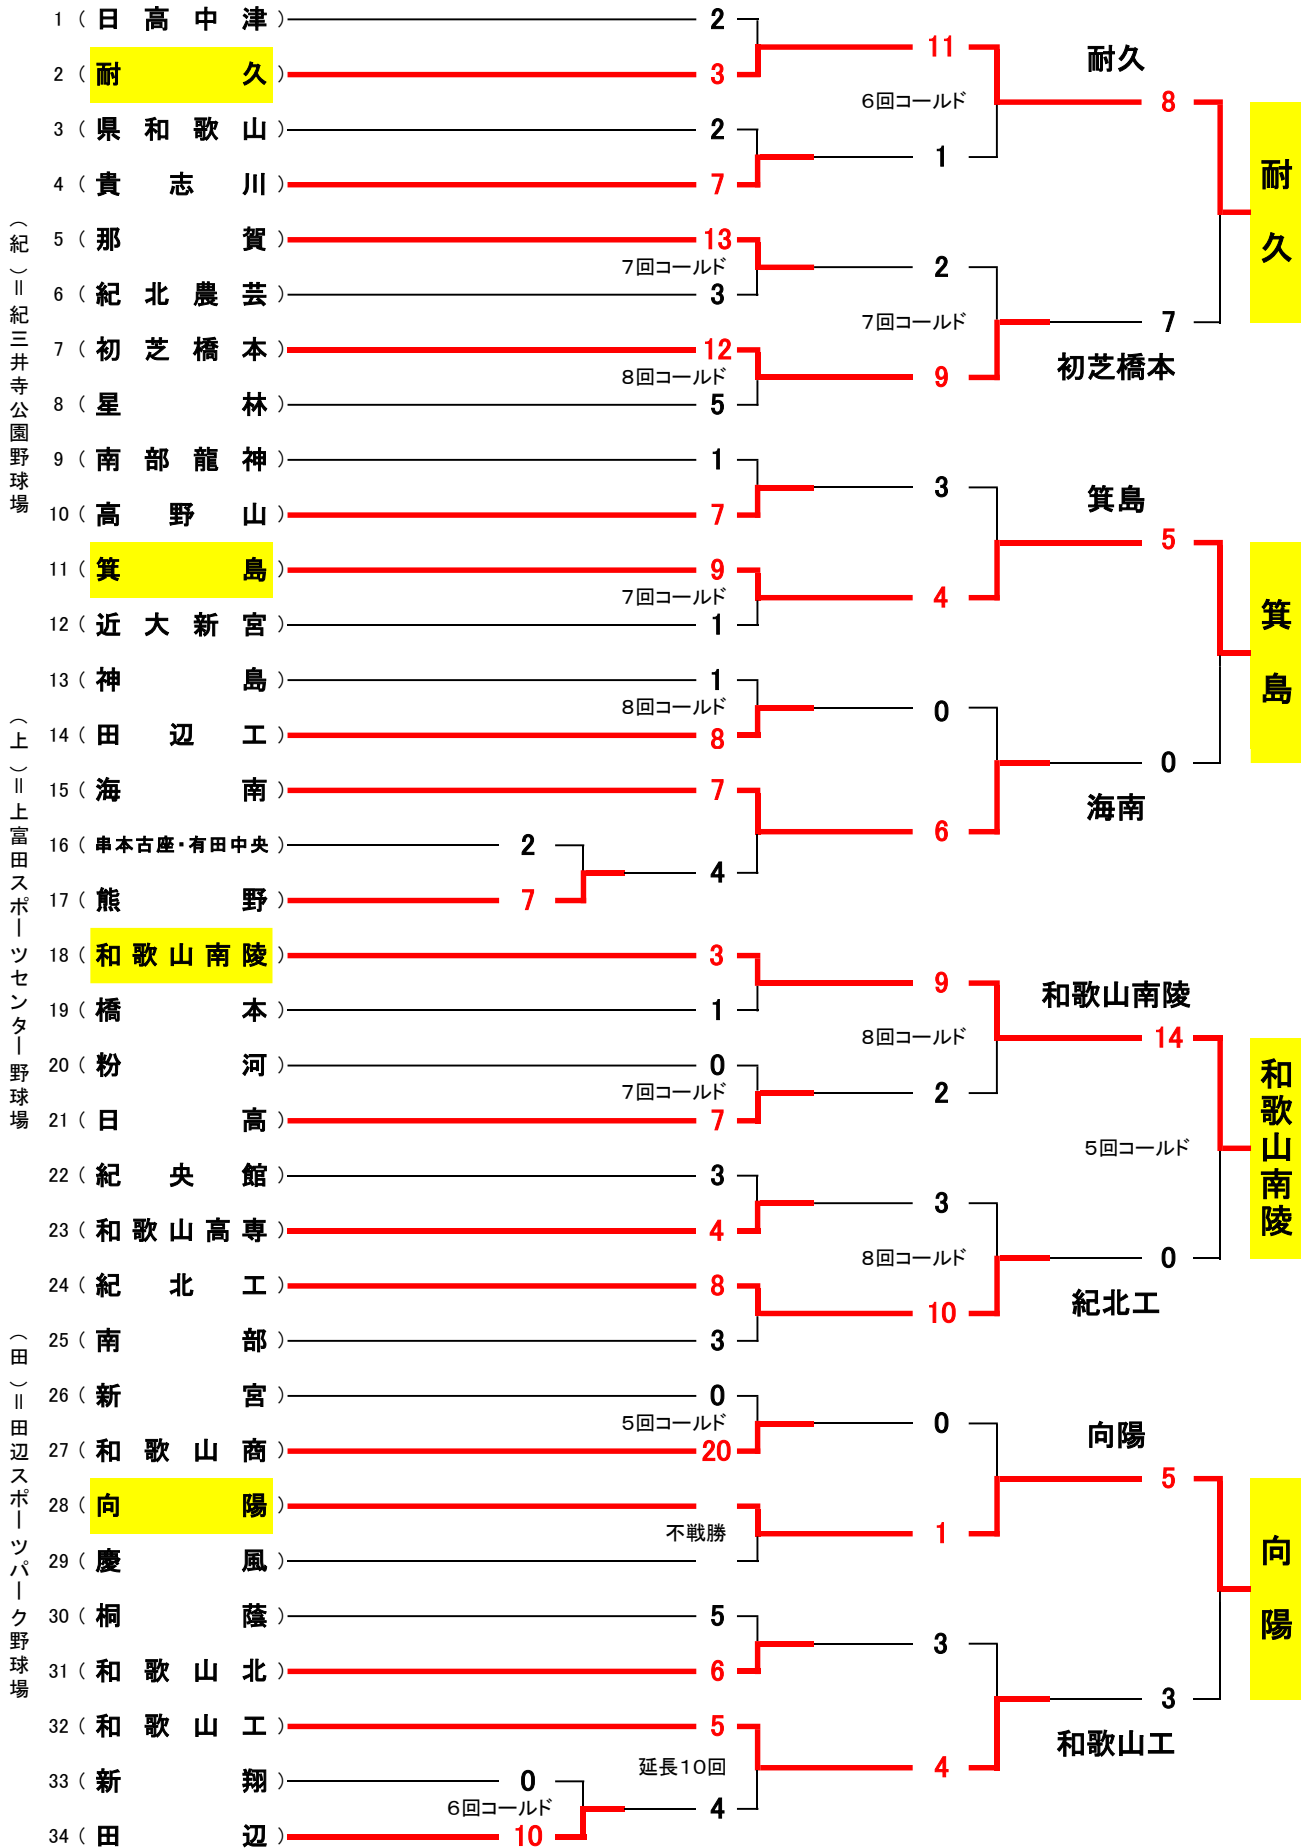 1 ( 日高中津 ) 2
2 ( 耐久 ) 3
11
6回コールド
耐久
8
3 ( 県和歌山 ) 2
1
4 ( 貴志川 ) 7
耐久
5 ( 那賀 ) 13
7回コールド
2
6 ( 紀北農芸 ) 3
7回コールド
7
初芝橋本
7 ( 初芝橋本 ) 12
8回コールド
9
8 ( 星林 ) 5
9 ( 南部龍神 ) 1
3
箕島
10 ( 高野山 ) 7
5
11 ( 箕島 ) 9
7回コールド
4
12 ( 近大新宮 ) 1
箕島
13 ( 神島 ) 1
8回コールド
0
14 ( 田辺工 ) 8
0
海南
15 ( 海南 ) 7
6
16 ( 串本古座・有田中央 ) 2
4
17 ( 熊野 ) 7
18 ( 和歌山南陵 ) 3
9
和歌山南陵
19 ( 橋本 ) 1
8回コールド
14
20 ( 粉河 ) 0
7回コールド
2
21 ( 日高 ) 7
5回コールド
和歌山南陵
22 ( 紀央館 ) 3
3
23 ( 和歌山高専 ) 4
8回コールド
0
紀北工
24 ( 紀北工 ) 8
10
25 ( 南部 ) 3
26 ( 新宮 ) 0
5回コールド
0
向陽
27 ( 和歌山商 ) 20
5
28 ( 向陽 )
不戦勝
1
29 ( 慶風 )
向陽
30 ( 桐蔭 ) 5
3
31 ( 和歌山北 ) 6
3
和歌山工
32 ( 和歌山工 ) 5
延長10回
4
33 ( 新翔 ) 0
6回コールド
4
34 ( 田辺 ) 10
(紀)=紀三井寺公園野球場
(上)=上富田スポーツセンター野球場
(田)=田辺スポーツパーク野球場